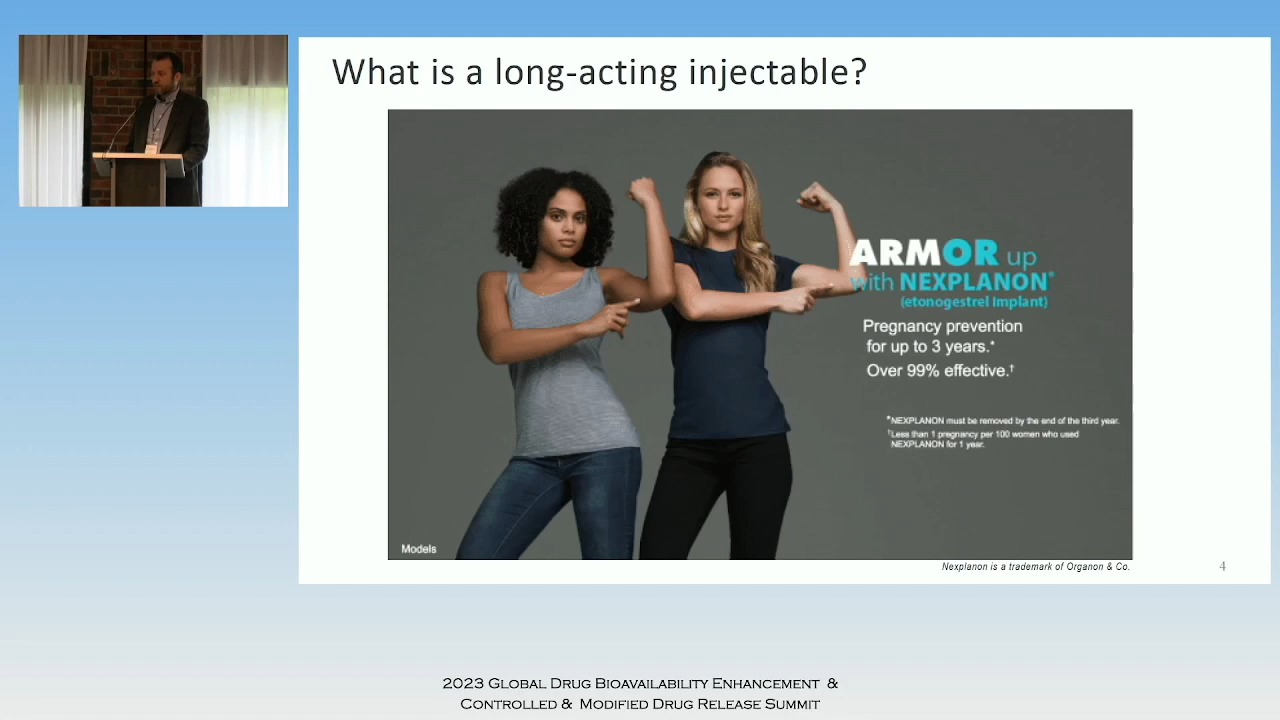 What is a long-acting injectable?
ARMOR up
with NEXPLANON®
(etonogestrel implant)
Pregnancy prevention
for up to 3 years.*
Over 99% effective.†
*NEXPLANON must be removed by the end of the third year.
†Less than 1 pregnancy per 100 women who used
NEXPLANON for 1 year.
Models
Nexplanon is a trademark of Organon & Co.
4
2023 Global Drug Bioavailability Enhancement &
Controlled & Modified Drug Release Summit